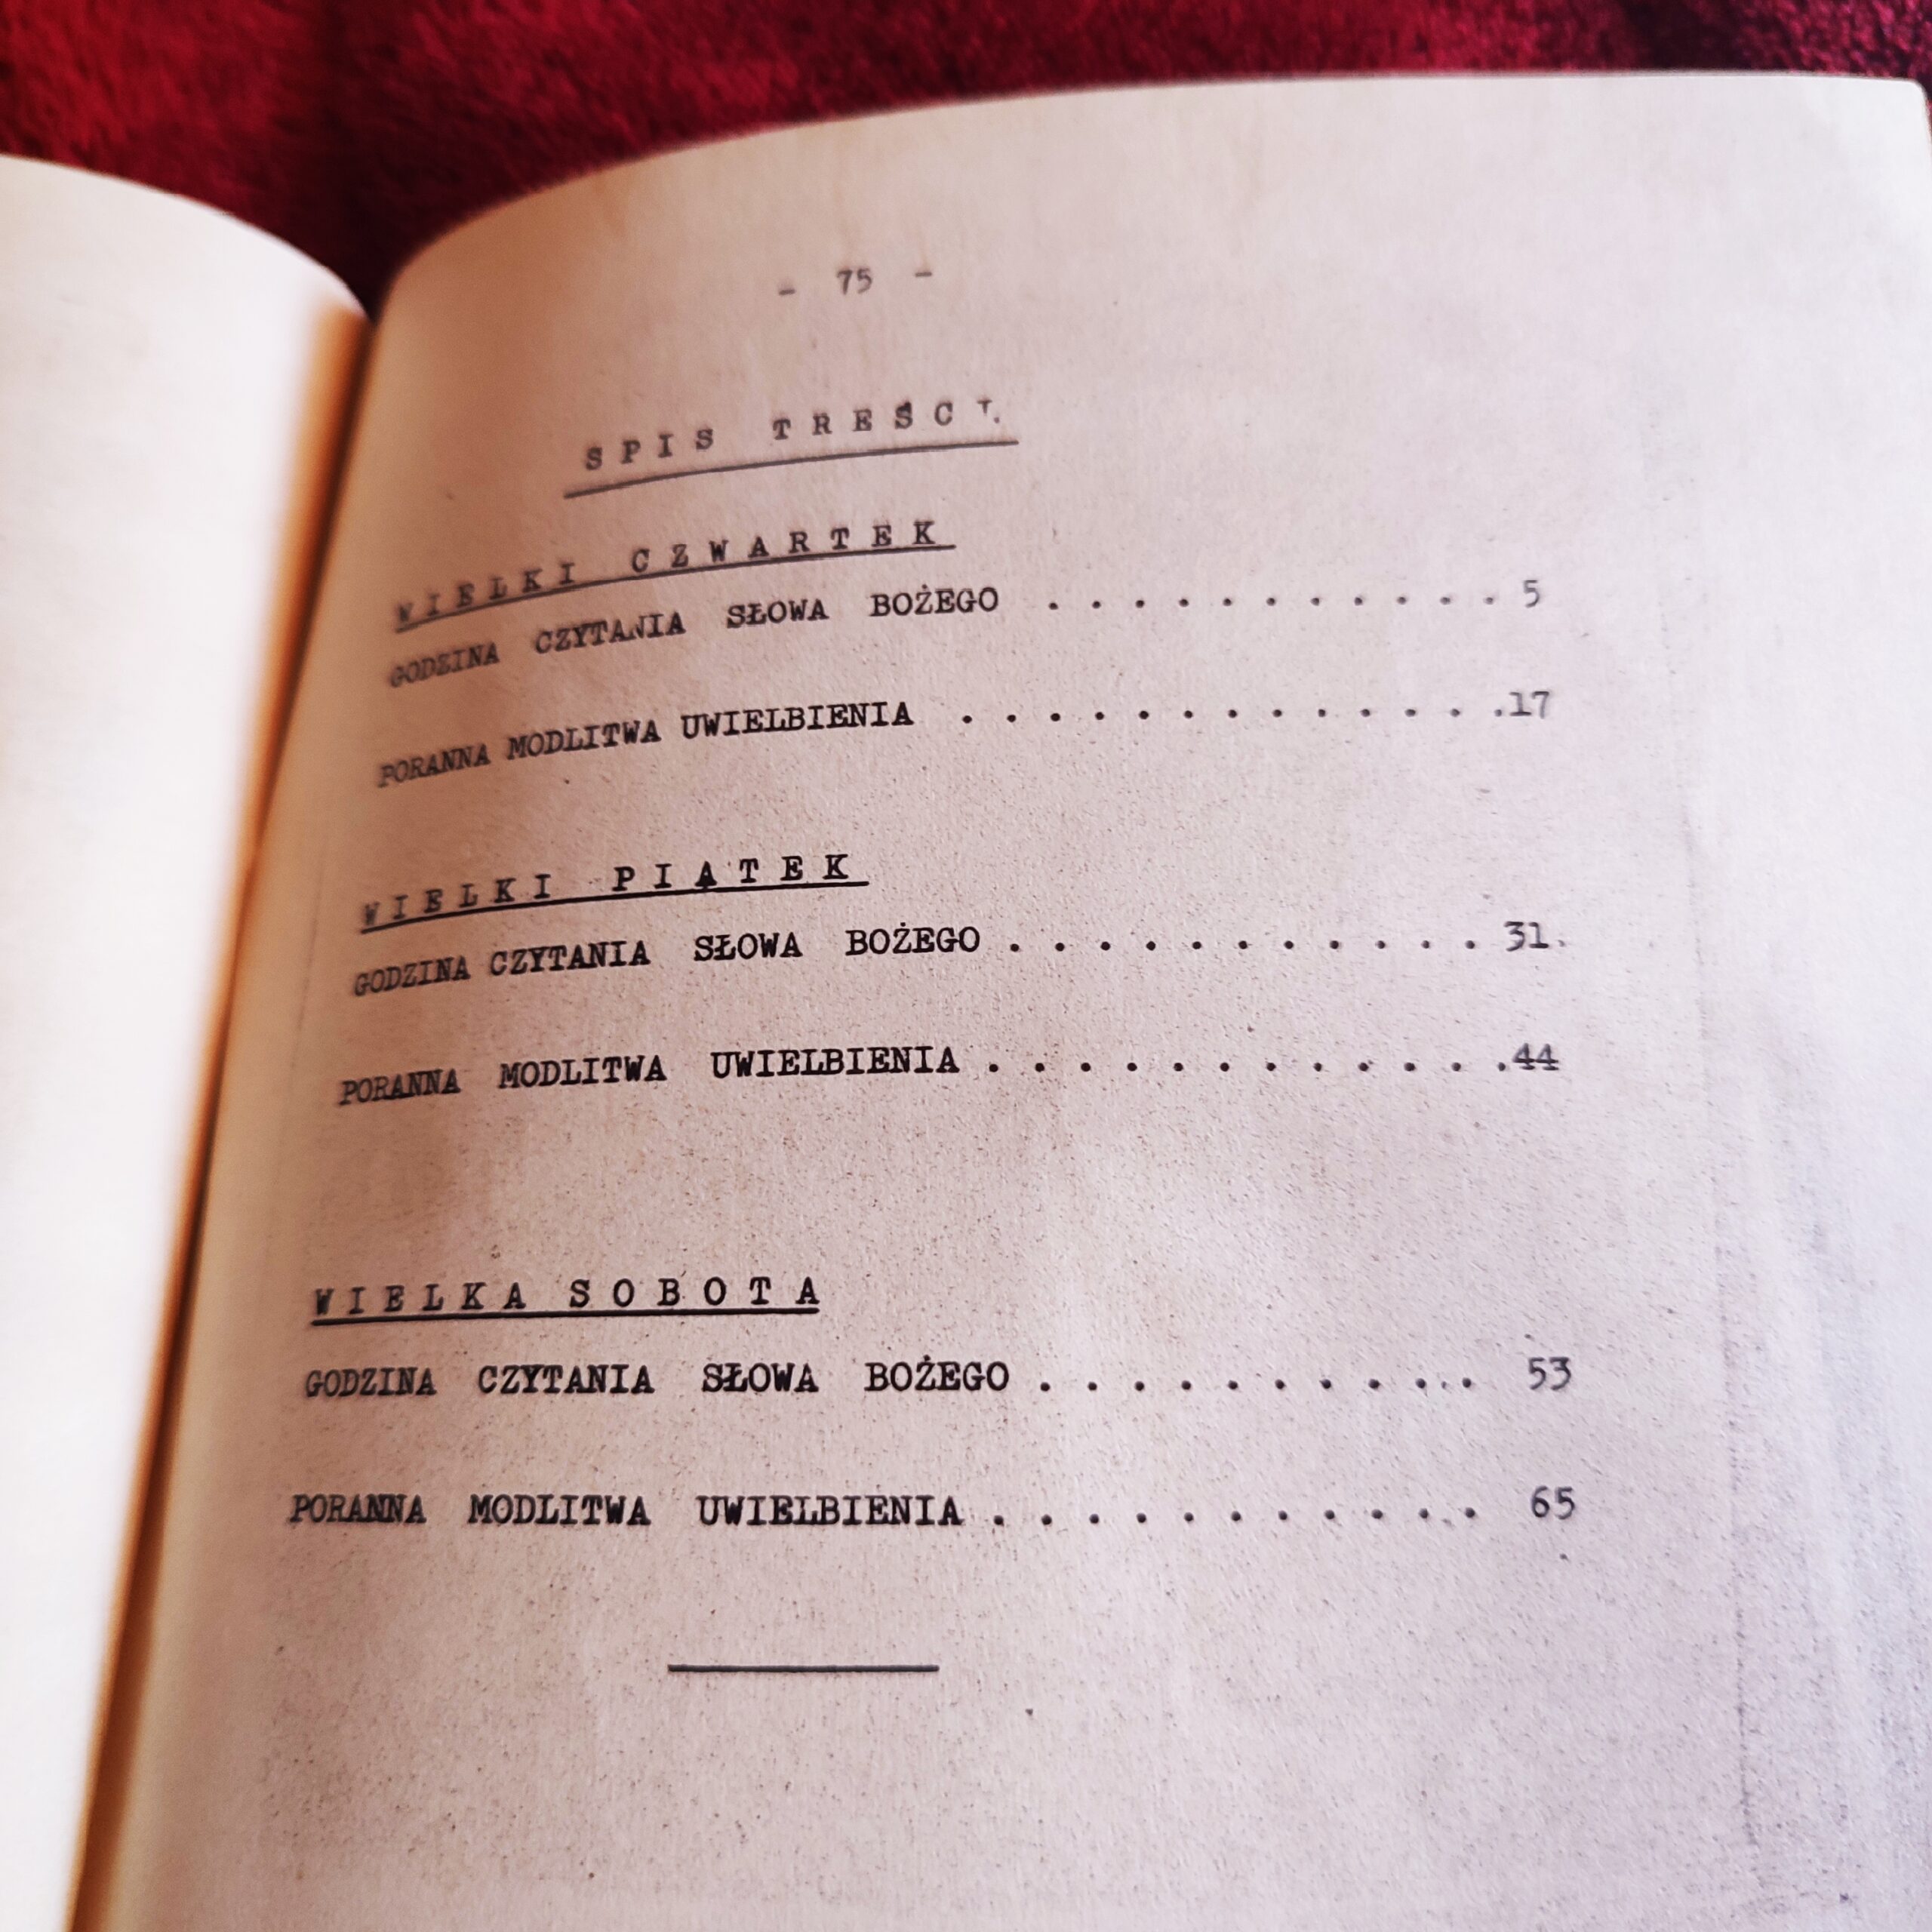 - 75 -
SPIS TREŚCI
WIELKI CZWARTEK
GODZINA CZYTANIA SŁOWA BOŻEGO . . . . . . . . . . . 5
PORANNA MODLITWA UWIELBIENIA . . . . . . . . . . . . .17
WIELKI PIĄTEK
GODZINA CZYTANIA SŁOWA BOŻEGO . . . . . . . . . . . 31.
PORANNA MODLITWA UWIELBIENIA . . . . . . . . . . . .44
WIELKA SOBOTA
GODZINA CZYTANIA SŁOWA BOŻEGO . . . . . . . . . . . 53
PORANNA MODLITWA UWIELBIENIA . . . . . . . . . . . 65